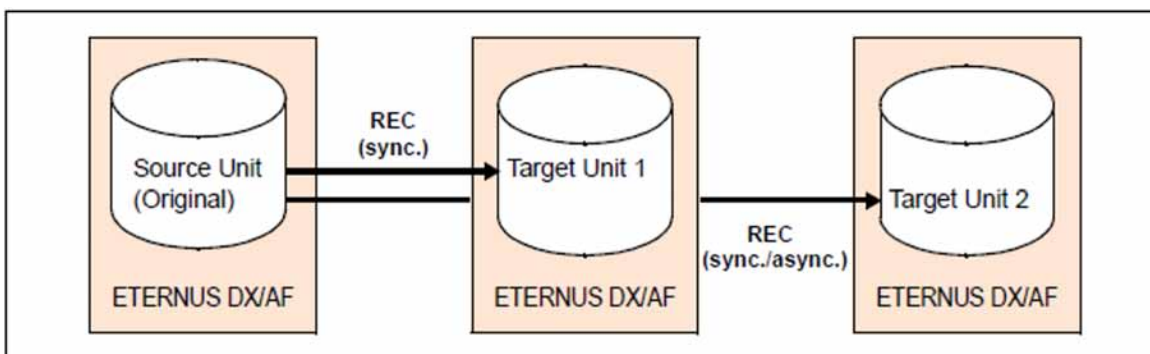 Source Unit
(Original)
ETERNUS DX/AF
REC
(sync.)
Target Unit 1
ETERNUS DX/AF
REC
(sync./async.)
Target Unit 2
ETERNUS DX/AF